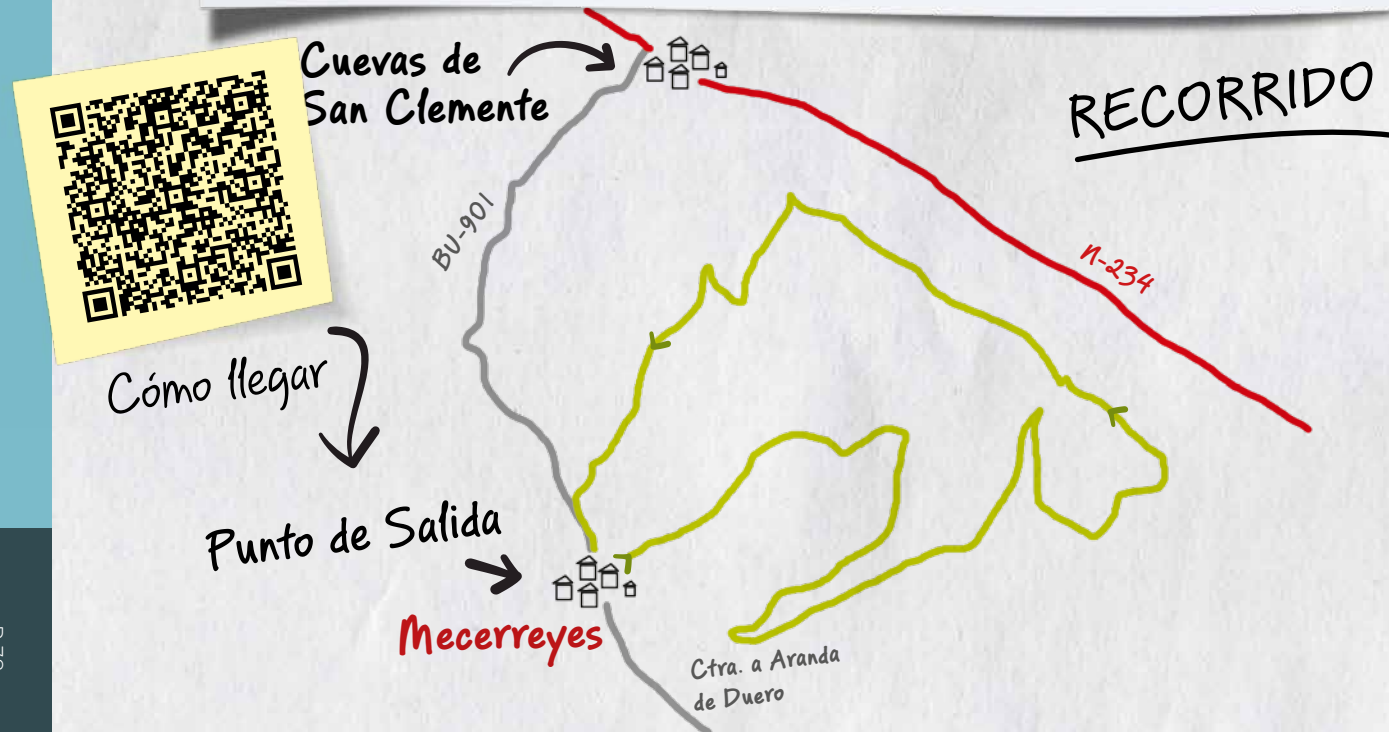 Cuevas de
San Clemente
RECORRIDO
BU-901
N-234
Cómo llegar
Punto de Salida
Mecerreyes
Ctra. a Aranda
de Duero